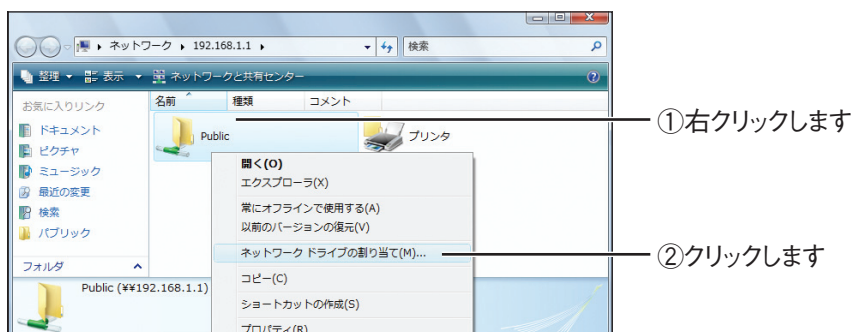 ネットワーク ▸ 192.168.1.1 ▸
検索
整理 ▼ 表示 ▼ ネットワークと共有センター
お気に入りリンク
ドキュメント
ピクチャ
ミュージック
最近の変更
検索
パブリック
フォルダ
名前 種類 コメント
Public
プリンタ
開く(O)
エクスプローラ(X)
常にオフラインで使用する(A)
以前のバージョンの復元(V)
ネットワーク ドライブの割り当て(M)...
コピー(C)
ショートカットの作成(S)
プロパティ(R)
Public (¥¥192.168.1.1)
①右クリックします
②クリックします